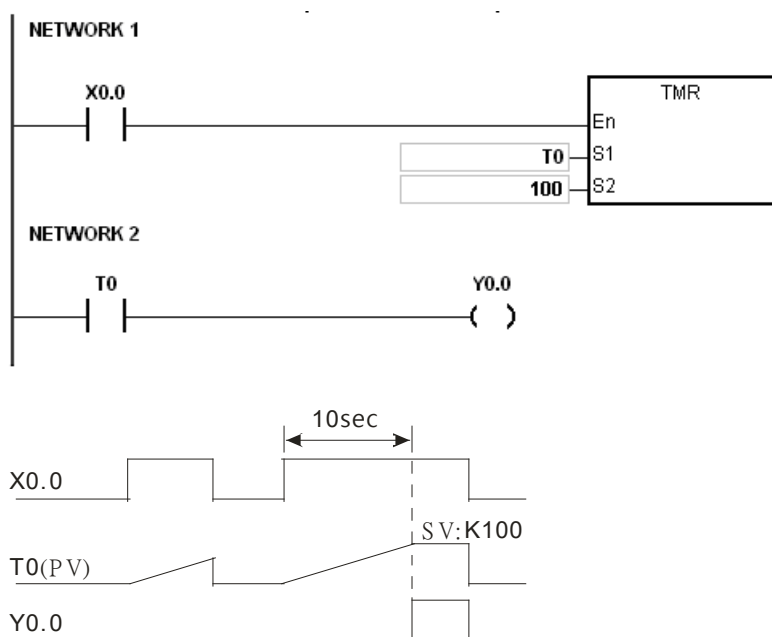 NETWORK 1
X0.0
TMR
En
T0 S1
100 S2
NETWORK 2
T0 Y0.0
10sec
X0.0
SV:K100
T0(PV)
Y0.0